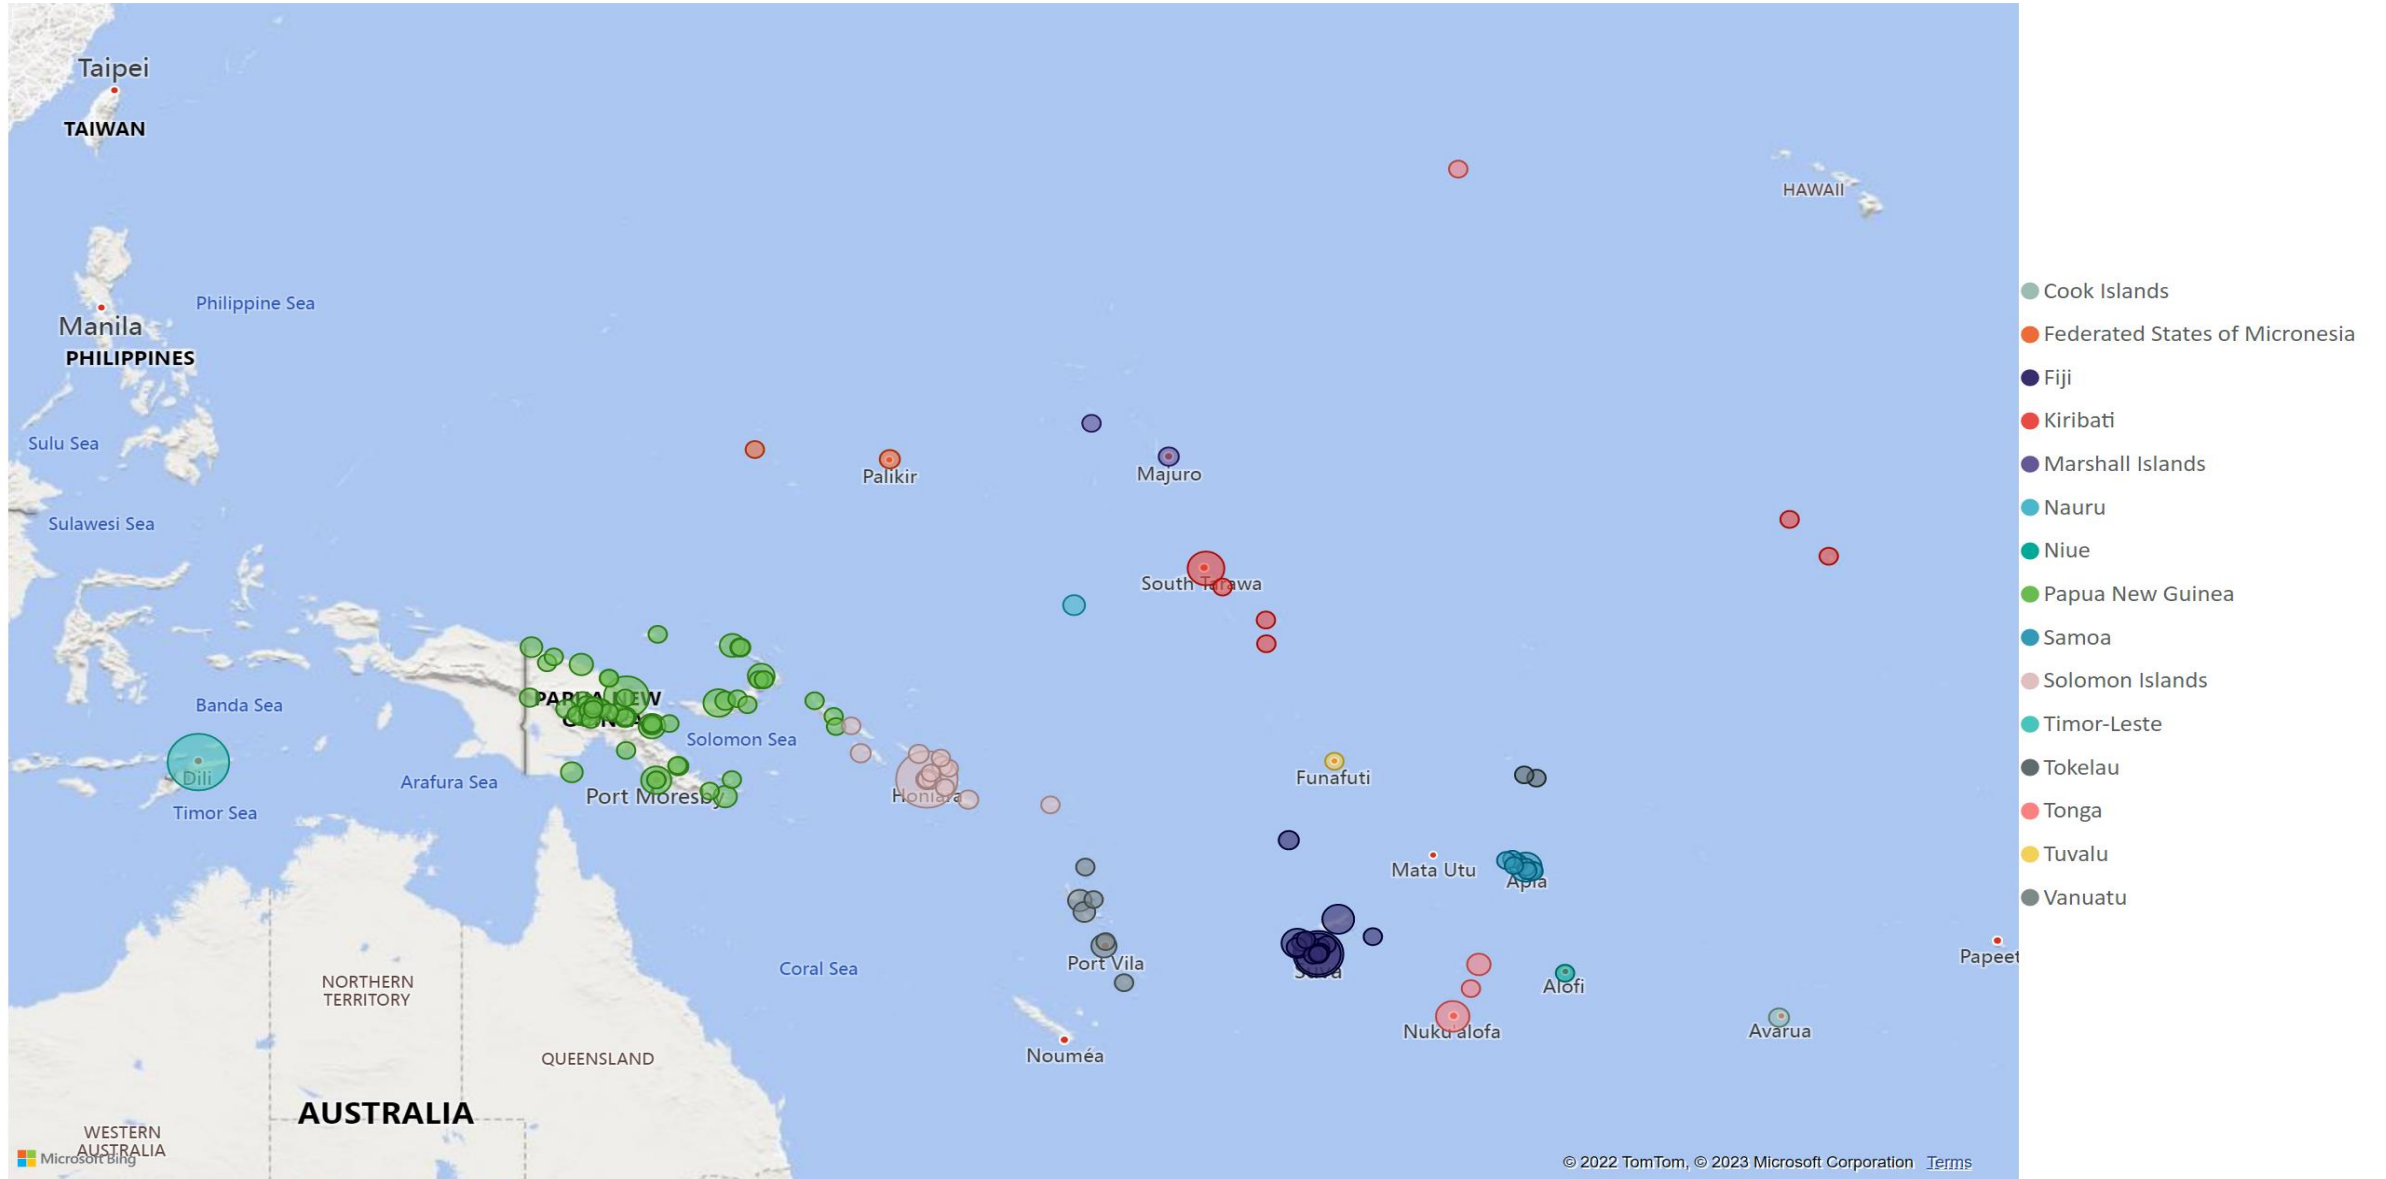 Taipei
TAIWAN
HAWAII
Philippine Sea
Manila
PHILIPPINES
Sulu Sea
Palikir
Majuro
Sulawesi Sea
South Tarawa
Banda Sea
PAPUA NEW
GUINEA
Solomon Sea
Dili
Arafura Sea
Port Moresby
Honiara
Funafuti
Timor Sea
Mata Utu
Apia
Port Vila
Coral Sea
Suva
Papeet
NORTHERN
TERRITORY
Alofi
Nuku'alofa
Avarua
Nouméa
QUEENSLAND
AUSTRALIA
WESTERN
AUSTRALIA
Microsoft Bing
© 2022 TomTom, © 2023 Microsoft Corporation Terms
Cook Islands
Federated States of Micronesia
Fiji
Kiribati
Marshall Islands
Nauru
Niue
Papua New Guinea
Samoa
Solomon Islands
Timor-Leste
Tokelau
Tonga
Tuvalu
Vanuatu